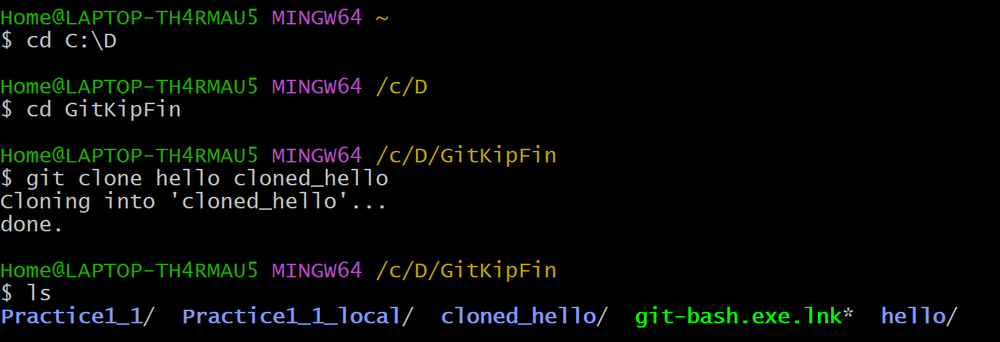 Home@LAPTOP-TH4RMAU5 MINGW64 ~
$ cd C:\D
Home@LAPTOP-TH4RMAU5 MINGW64 /c/D
$ cd GitKipFin
Home@LAPTOP-TH4RMAU5 MINGW64 /c/D/GitKipFin
$ git clone hello cloned_hello
Cloning into 'cloned_hello'...
done.
Home@LAPTOP-TH4RMAU5 MINGW64 /c/D/GitKipFin
$ ls
Practice1_1/  Practice1_1_local/  cloned_hello/  git-bash.exe.lnk*  hello/